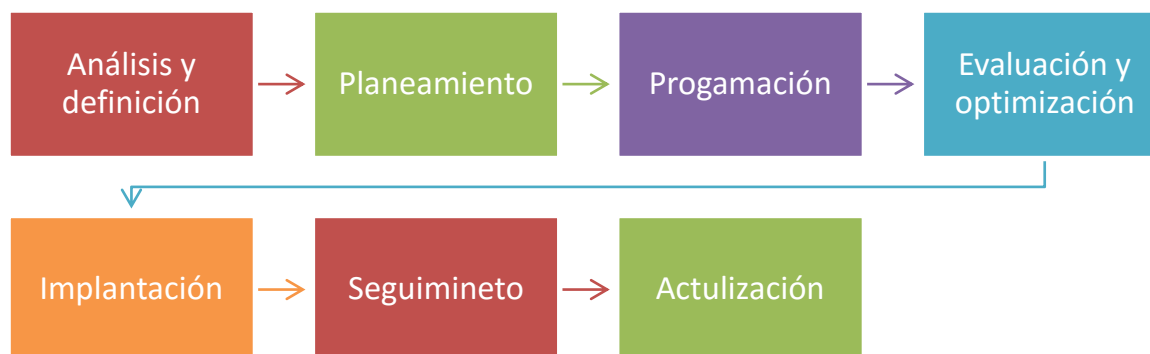 Análisis y
definición
Planeamiento
Progamación
Evaluación y
optimización
Implantación
Seguimineto
Actulización